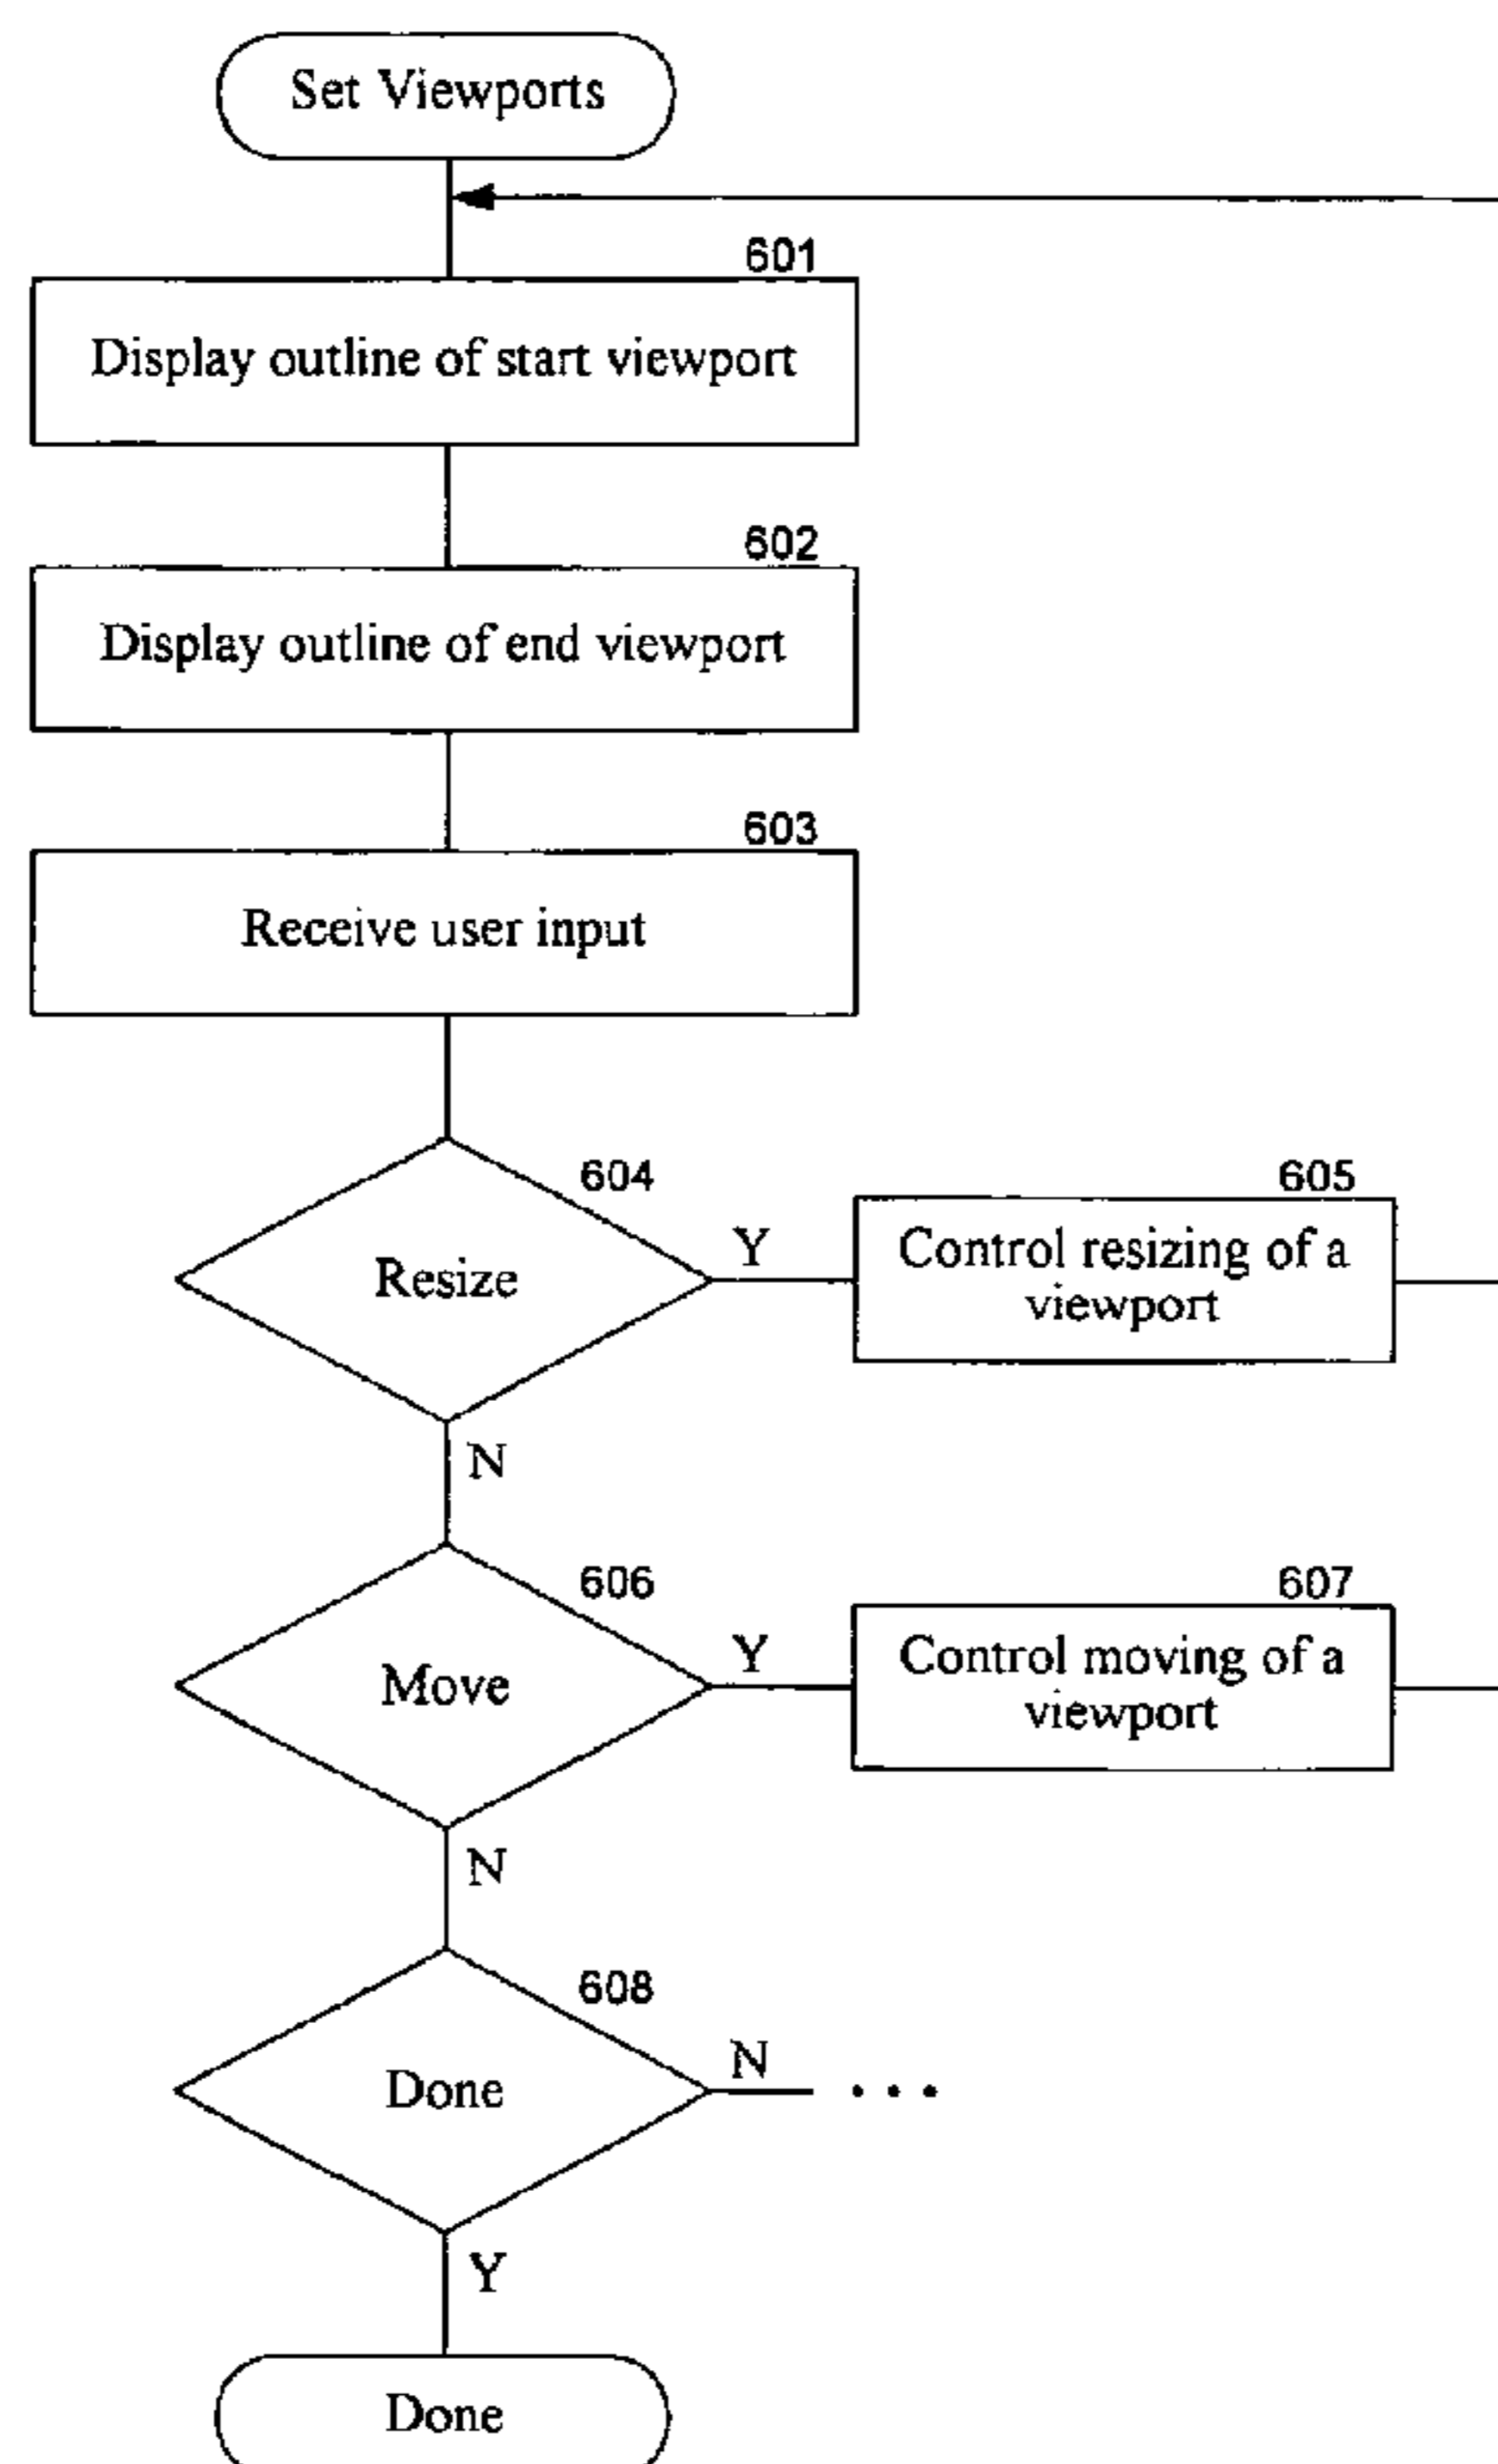 Set Viewports
601
Display outline of start viewport
602
Display outline of end viewport
603
Receive user input
604
Resize
Y
605
Control resizing of a
viewport
N
606
Move
Y
607
Control moving of a
viewport
N
608
Done
N
• • •
Y
Done